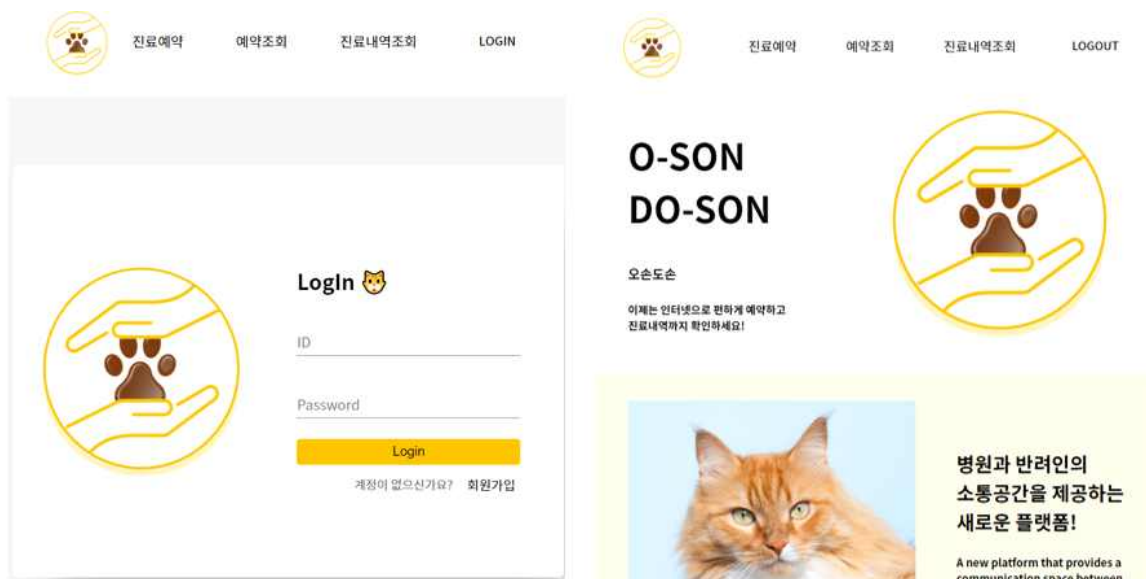 진료예약 예약조회 진료내역조회 LOGIN
LogIn
ID
Password
Login
계정이 없으신가요? 회원가입
진료예약 예약조회 진료내역조회 LOGOUT
O-SON
DO-SON
오손도손
이제는 인터넷으로 편하게 예약하고
진료내역까지 확인하세요!
병원과 반려인의
소통공간을 제공하는
새로운 플랫폼!
A new platform that provides a
communication space between